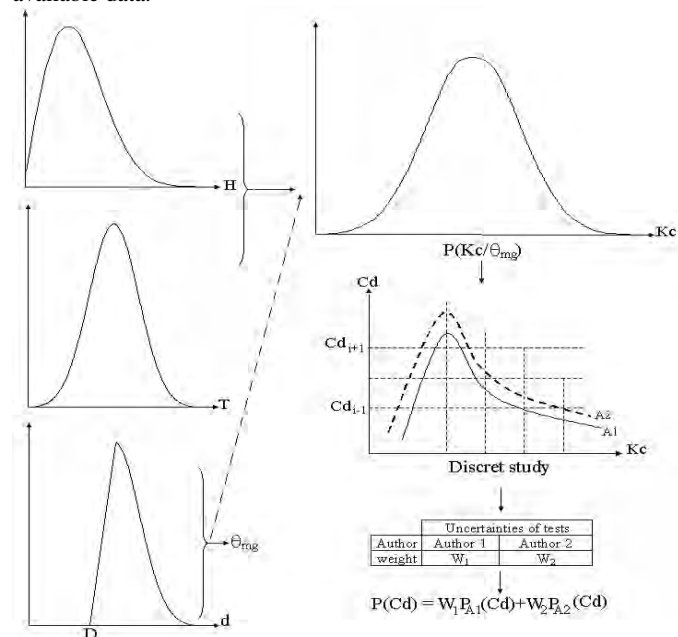 available data.
H
T
θmg
D
d
Kc
P(Kc/θmg)
Cd
Cdi+1
Cdi-1
A2
A1
Kc
Discret study
Uncertainties of tests
Author Author 1 Author 2
weight W1 W2
P(Cd) = W1PA1(Cd)+W2PA2(Cd)